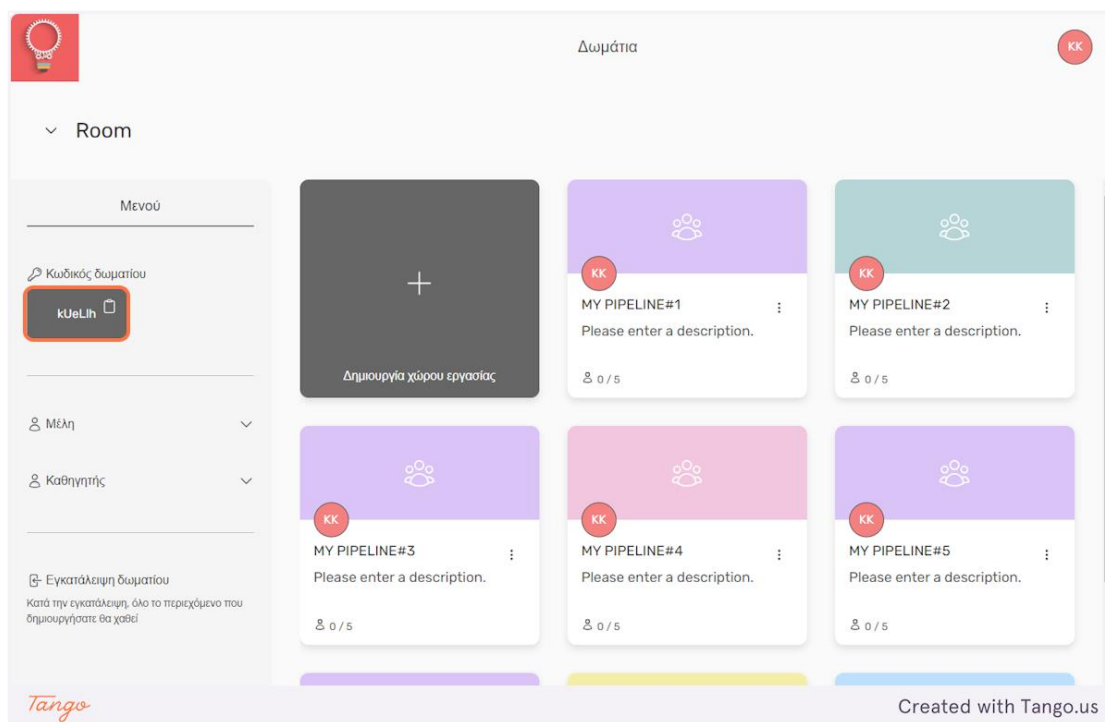 Δωμάτια
KK
Room
Μενού
Κωδικός δωματίου
kUeLlh
Μέλη
Καθηγητής
Εγκατάλειψη δωματίου
Κατά την εγκατάλειψη, όλο το περιεχόμενο που
δημιουργήσατε θα χαθεί
Δημιουργία χώρου εργασίας
KK
MY PIPELINE#1
Please enter a description.
0/5
KK
MY PIPELINE#2
Please enter a description.
0/5
KK
MY PIPELINE#3
Please enter a description.
0/5
KK
MY PIPELINE#4
Please enter a description.
0/5
KK
MY PIPELINE#5
Please enter a description.
0/5
Tango
Created with Tango.us